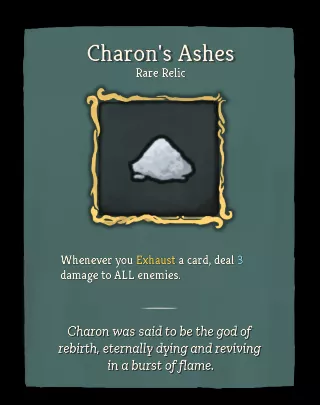 Charon's Ashes
Rare Relic
Whenever you Exhaust a card, deal 3
damage to ALL enemies.
Charon was said to be the god of
rebirth, eternally dying and reviving
in a burst of flame.